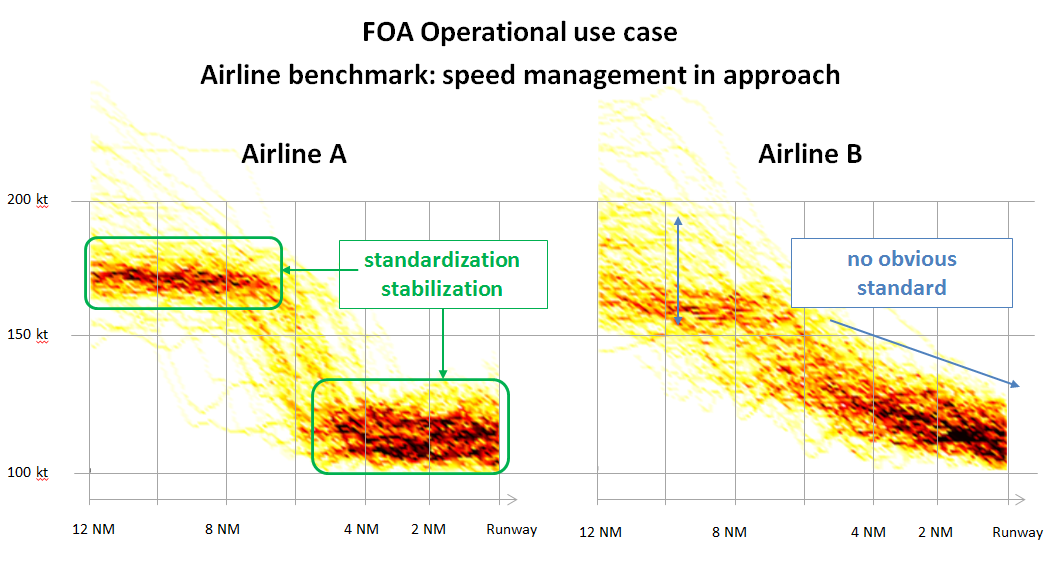 FOA Operational use case
Airline benchmark: speed management in approach
Airline A
Airline B
200 kt
150 kt
100 kt
standardization
stabilization
no obvious
standard
12 NM 8 NM 4 NM 2 NM Runway
12 NM 8 NM 4 NM 2 NM Runway